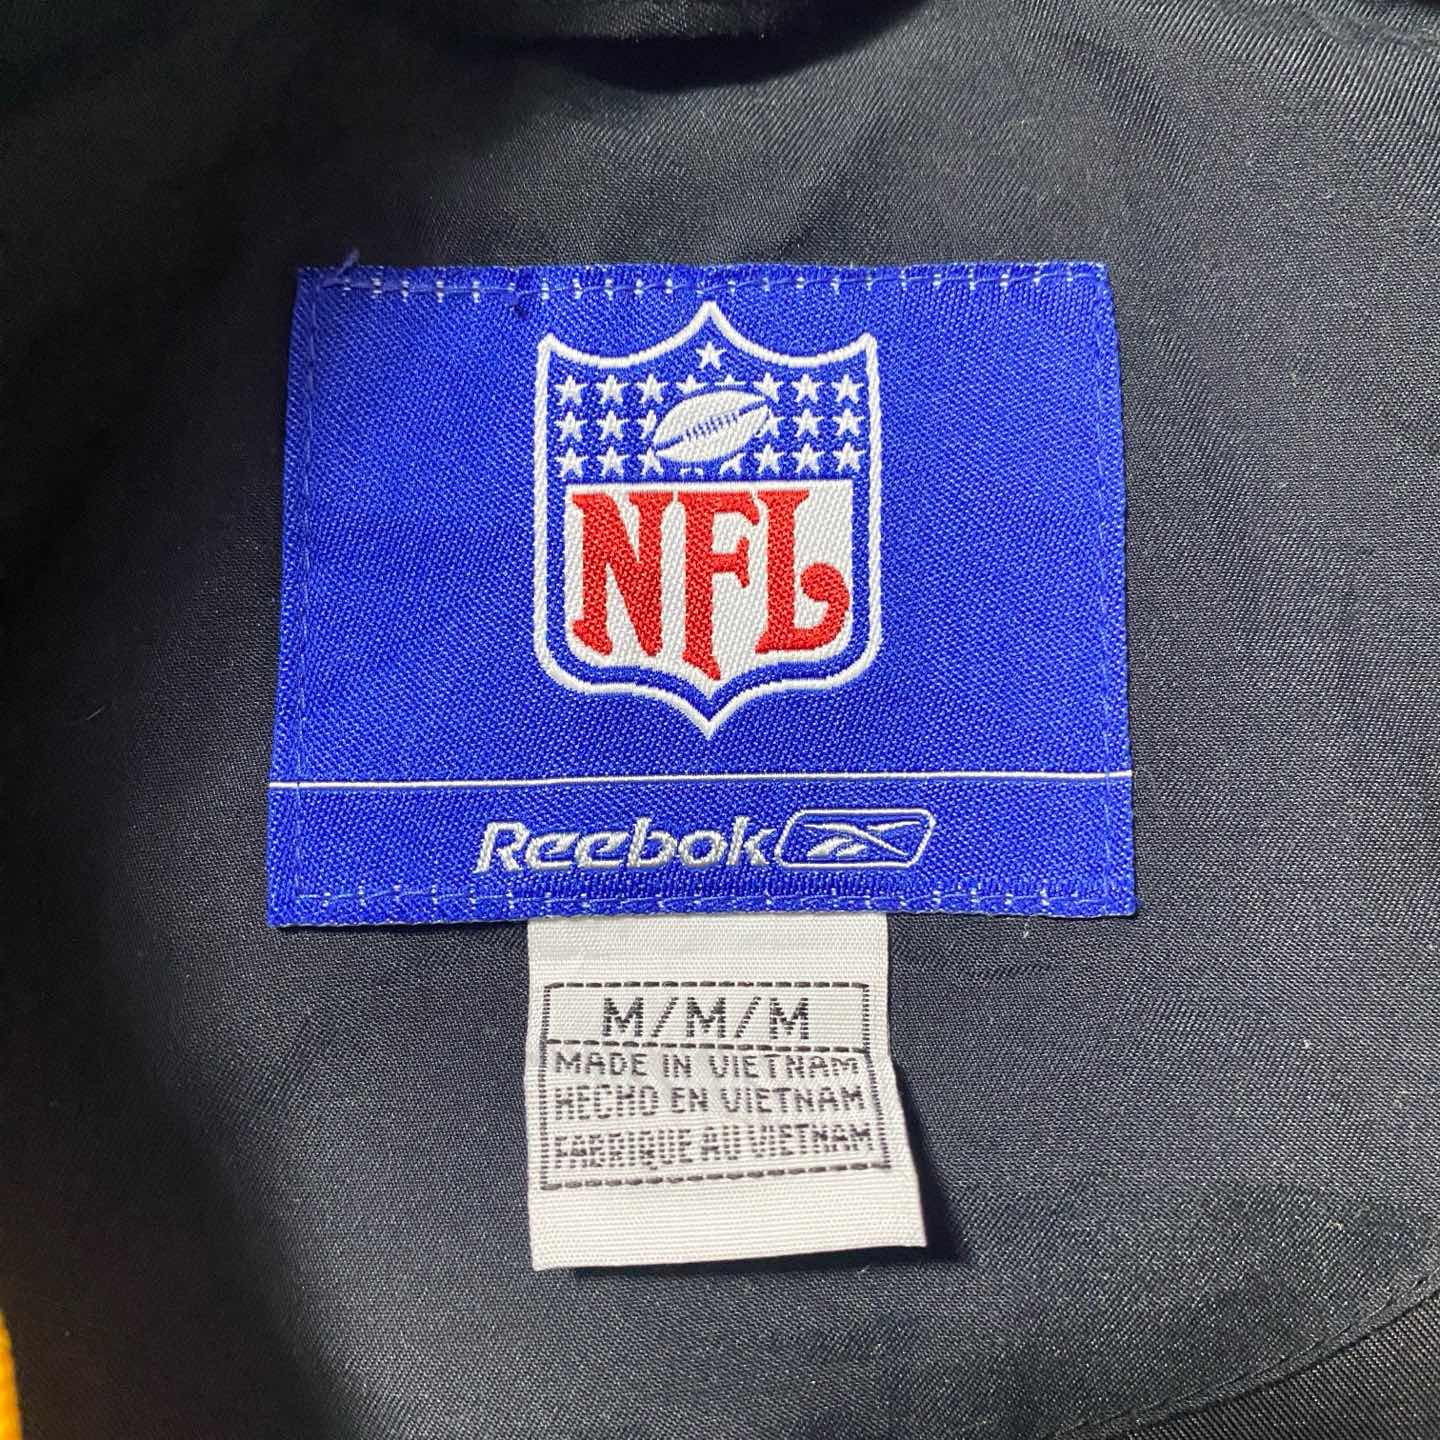 NFL
Reebok
M/M/M
MADE IN VIETNAM
HECHO EN VIETNAM
FABRIQUE AU VIETNAM